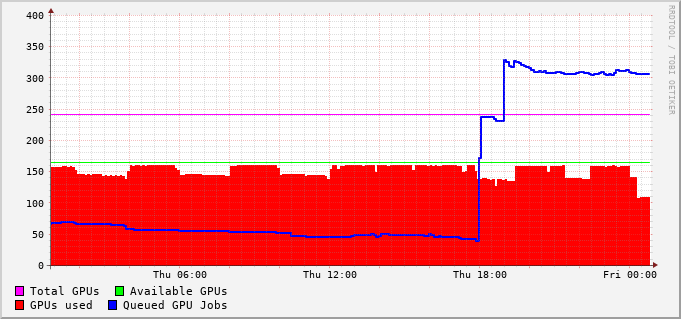 400
350
300
250
200
150
100
50
0
Thu 06:00 Thu 12:00 Thu 18:00 Fri 00:00
Total GPUs Available GPUs
GPUs used Queued GPU Jobs
RRDTOOL / TOBI OETIKER